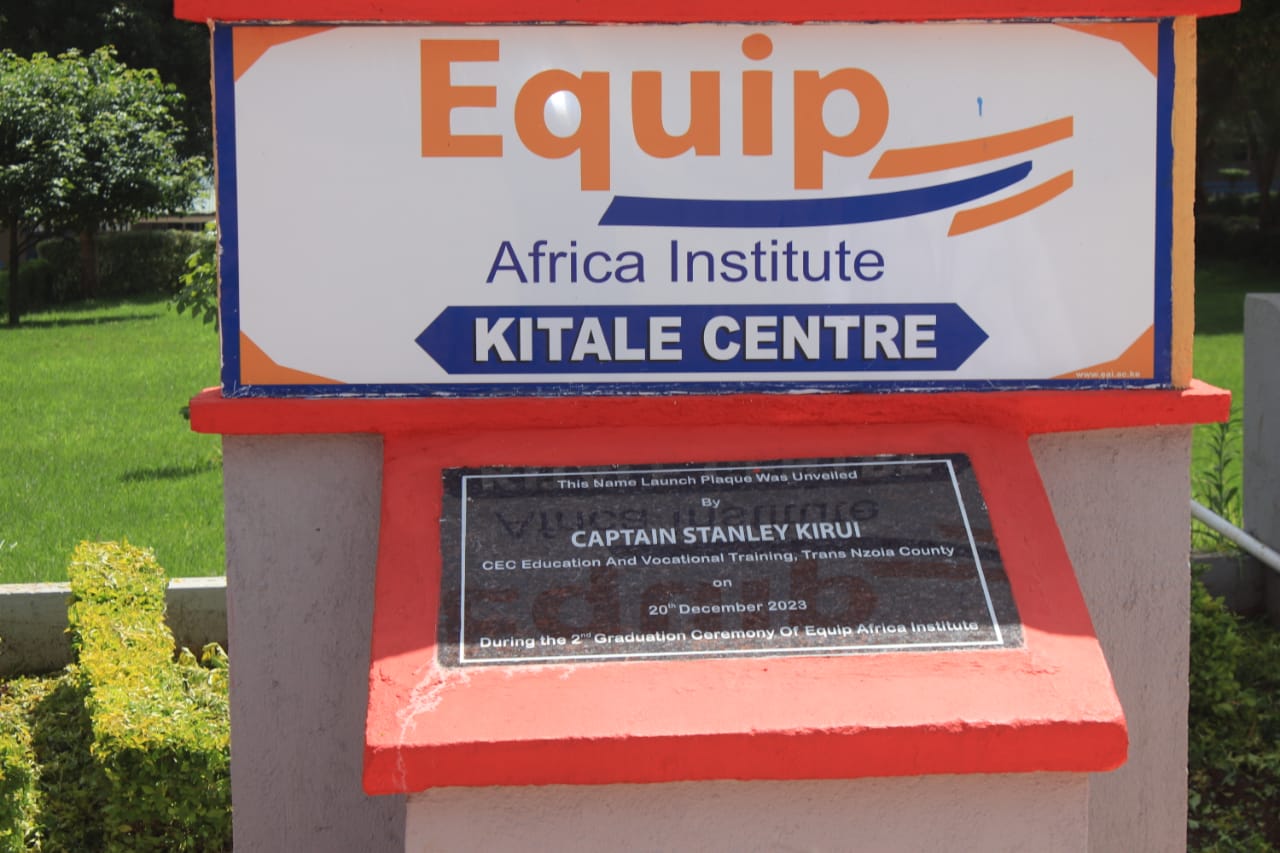 Equip
Africa Institute
KITALE CENTRE
www.eai.ac.ke
This Name Launch Plaque Was Unveiled
By
CAPTAIN STANLEY KIRUI
CEC Education And Vocational Training, Trans Nzoia County
on
20th December 2023
During the 2nd Graduation Ceremony Of Equip Africa Institute